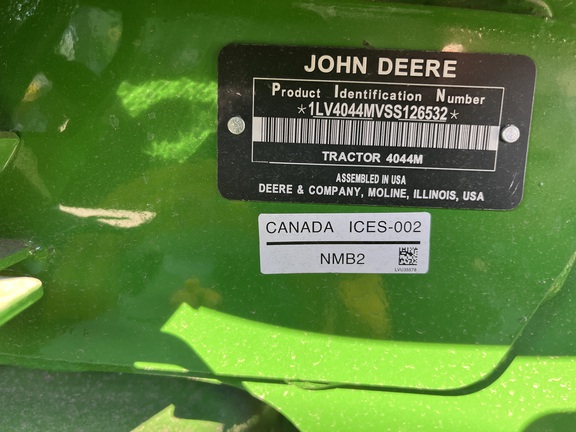 JOHN DEERE
Product Identification Number
*1LV4044MVSS126532*
TRACTOR 4044M
ASSEMBLED IN USA
DEERE & COMPANY, MOLINE, ILLINOIS, USA
CANADA ICES-002
NMB2